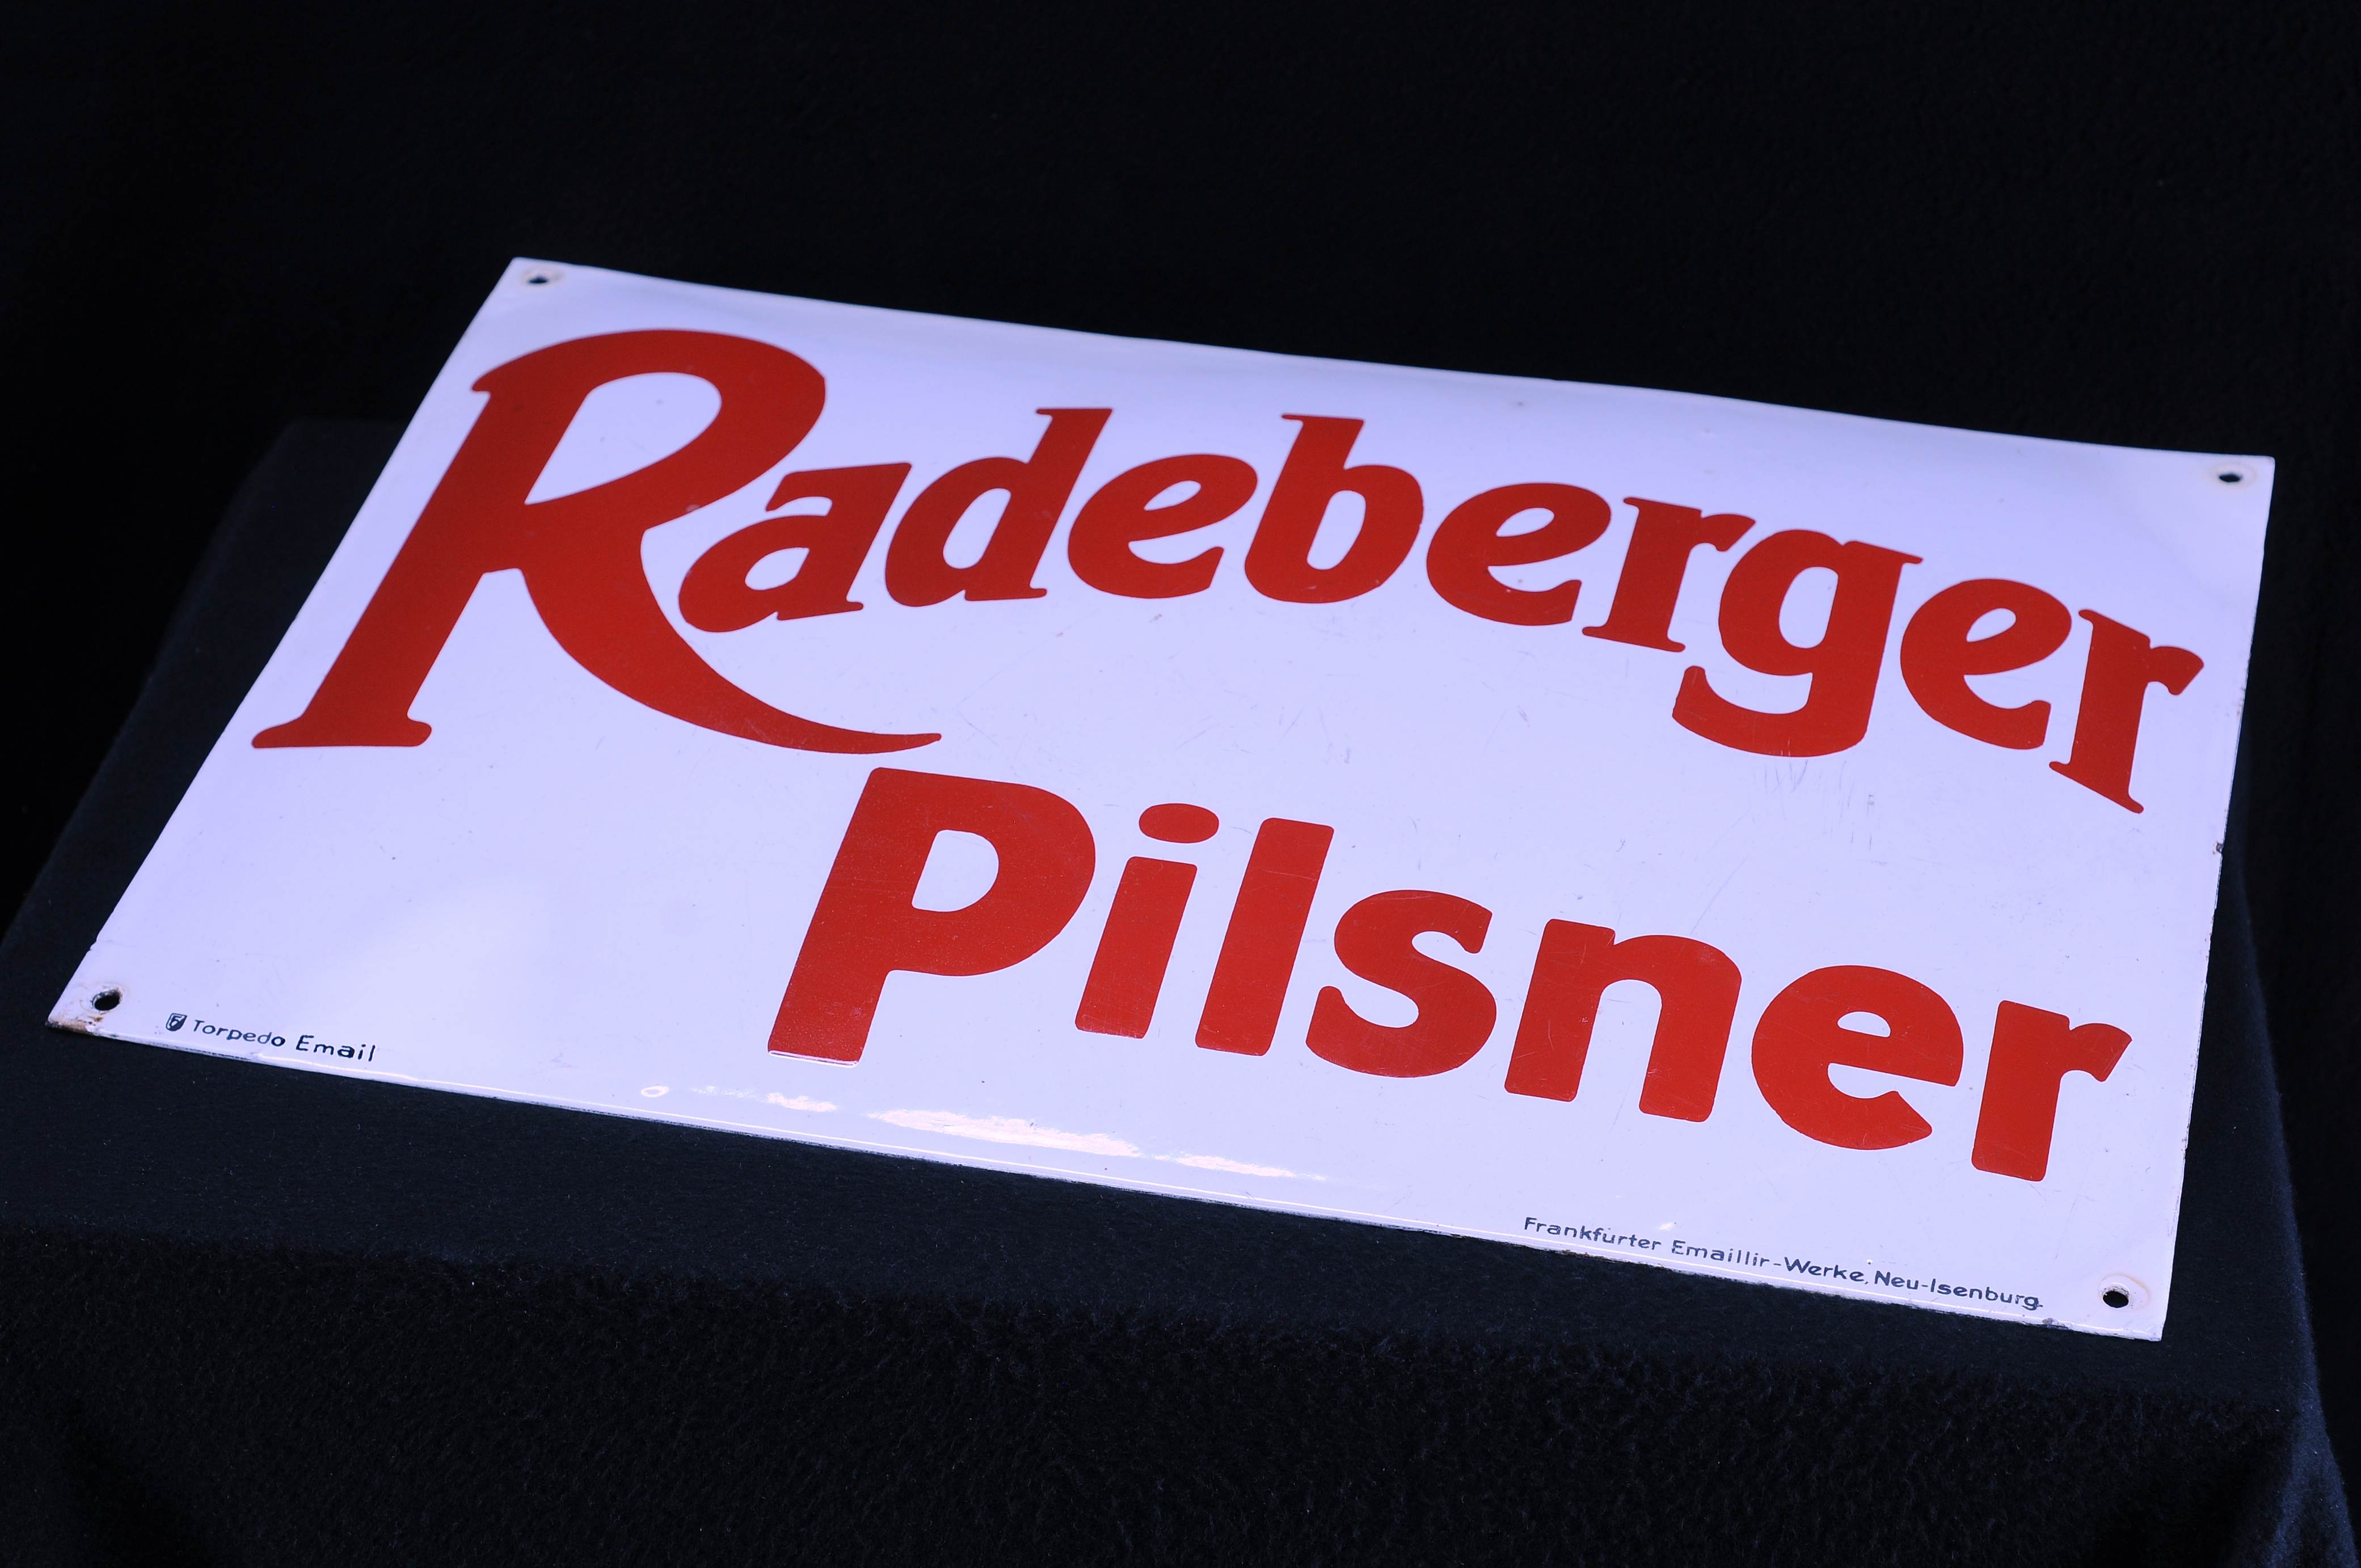 Radeberger
Pilsner
Torpedo Email
Frankfurter Emaillir-Werke, Neu-Isenburg.